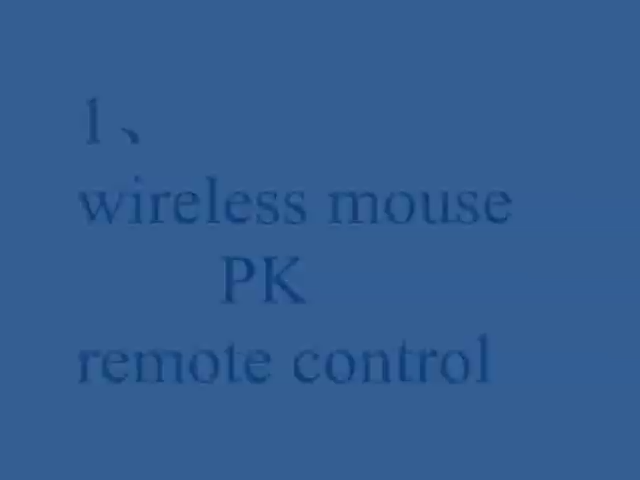 1、
wireless mouse
PK
remote control